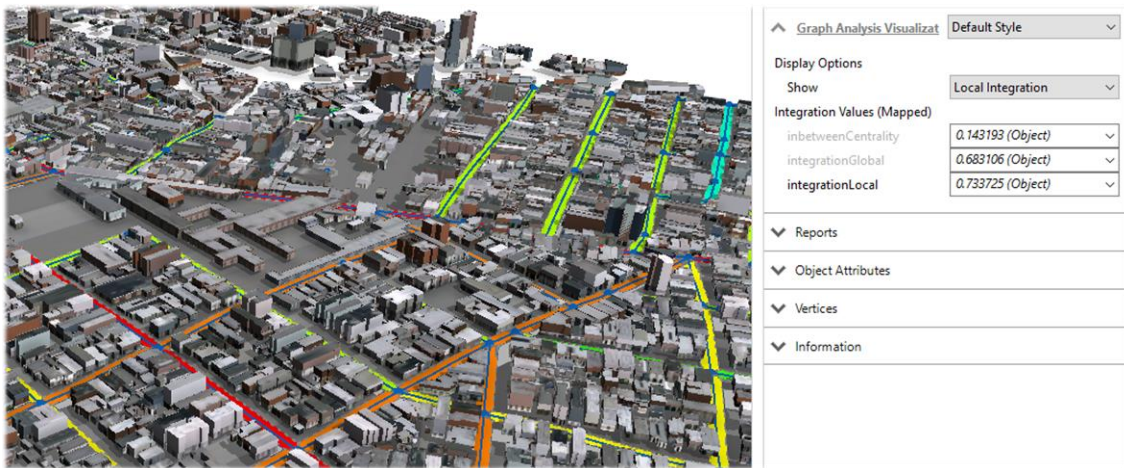 Graph Analysis Visualizat Default Style
Display Options
Show Local Integration
Integration Values (Mapped)
inbetweenCentrality 0.143193 (Object)
integrationGlobal 0.683106 (Object)
integrationLocal 0.733725 (Object)
Reports
Object Attributes
Vertices
Information